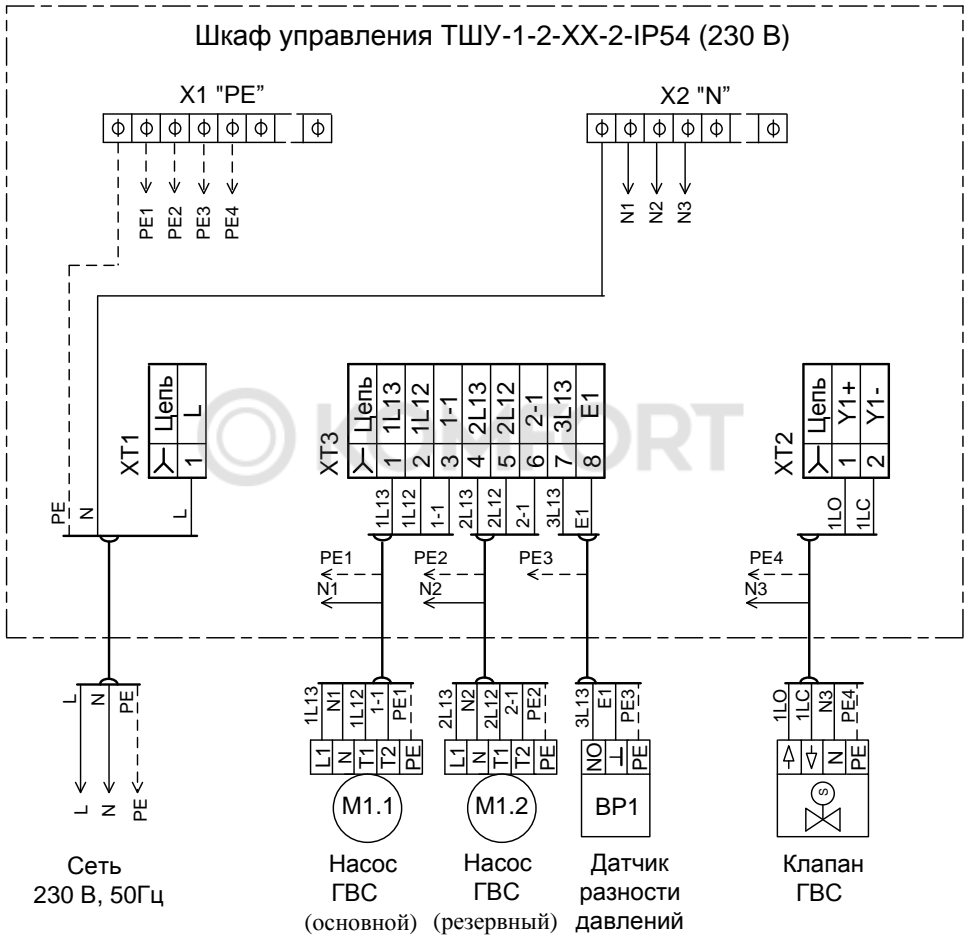 Шкаф управления ТШУ-1-2-ХХ-2-IP54 (230 В)
X1 "PE”
X2 "N”
PE1
PE2
PE3
PE4
N1
N2
N3
XT1
Цепь
1 L
XT3
Цепь
1 1L13
2 1L12
3 1-1
4 2L13
5 2L12
6 2-1
7 3L13
8 E1
XT2
Цепь
1 Y1+
2 Y1-
KOMFORT
PE
N
L
1L13
1L12
1-1
2L13
2L12
2-1
3L13
E1
1LO
1LC
PE1
N1
PE2
N2
PE3
PE4
N3
L
N
PE
1L13
N1
1L12
1-1
PE1
2L13
N2
2L12
2-1
PE2
3L13
E1
PE3
1LO
1LC
N3
PE4
L1
N
T1
T2
PE
L1
N
T1
T2
PE
NO
PE
N
PE
L
N
PE
M1.1
M1.2
BP1
S
Сеть
230 В, 50Гц
Насос
ГВС
(основной)
Насос
ГВС
(резервный)
Датчик
разности
давлений
Клапан
ГВС